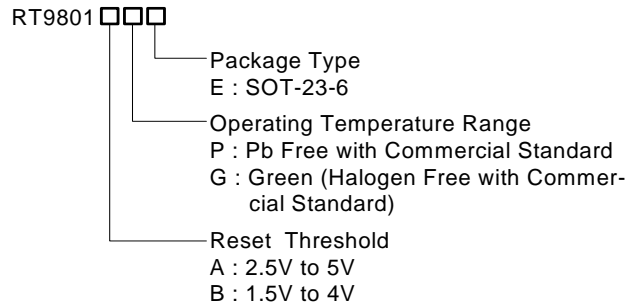 RT9801
Package Type
E : SOT-23-6
Operating Temperature Range
P : Pb Free with Commercial Standard
G : Green (Halogen Free with Commer-
cial Standard)
Reset Threshold
A : 2.5V to 5V
B : 1.5V to 4V